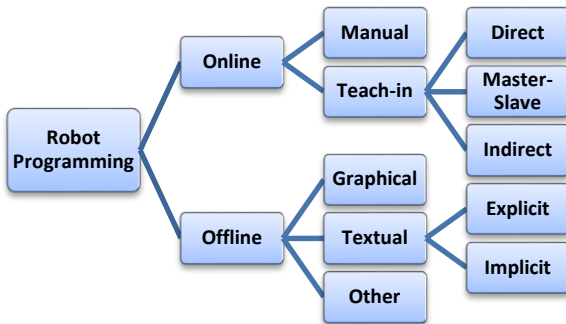 Robot
Programming
Online
Manual
Teach-in
Direct
Master-
Slave
Indirect
Offline
Graphical
Textual
Explicit
Implicit
Other